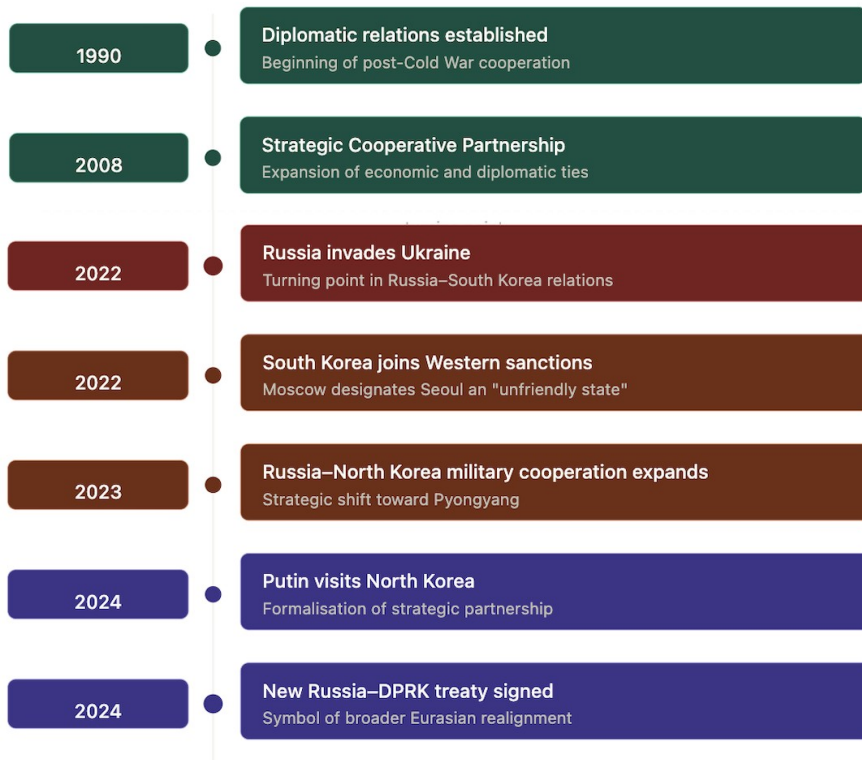 1990
Diplomatic relations established
Beginning of post-Cold War cooperation
2008
Strategic Cooperative Partnership
Expansion of economic and diplomatic ties
2022
Russia invades Ukraine
Turning point in Russia–South Korea relations
2022
South Korea joins Western sanctions
Moscow designates Seoul an "unfriendly state"
2023
Russia–North Korea military cooperation expands
Strategic shift toward Pyongyang
2024
Putin visits North Korea
Formalisation of strategic partnership
2024
New Russia–DPRK treaty signed
Symbol of broader Eurasian realignment